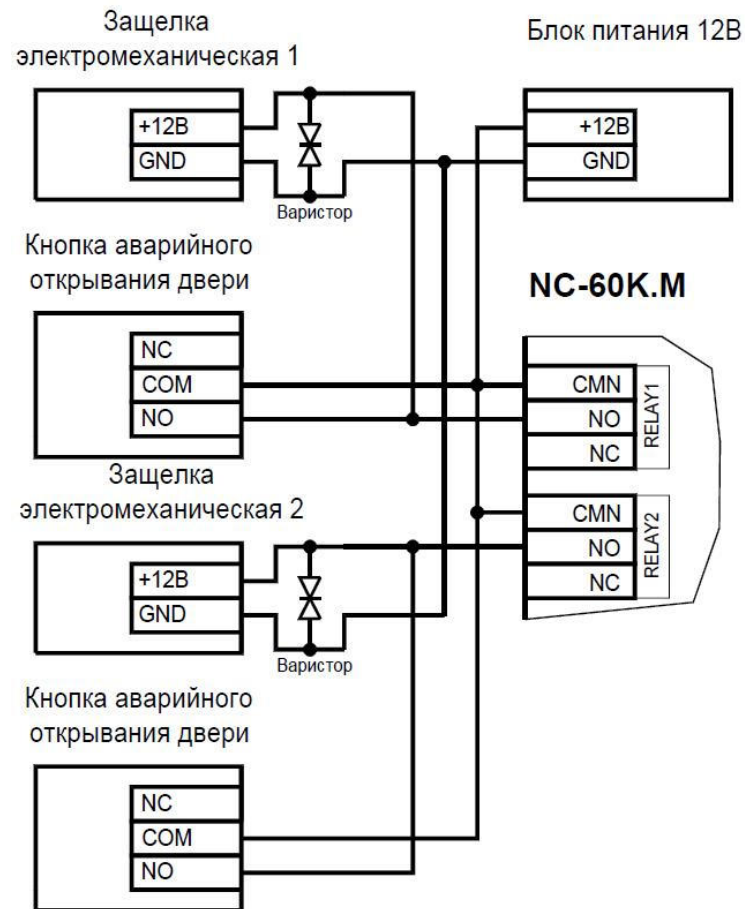 Защелка
электромеханическая 1
+12В
GND
Варистор
Блок питания 12В
+12В
GND
Кнопка аварийного
открывания двери
NC
COM
NO
NC-60K.M
CMN
NO
NC
RELAY1
CMN
NO
NC
RELAY2
Защелка
электромеханическая 2
+12В
GND
Варистор
Кнопка аварийного
открывания двери
NC
COM
NO